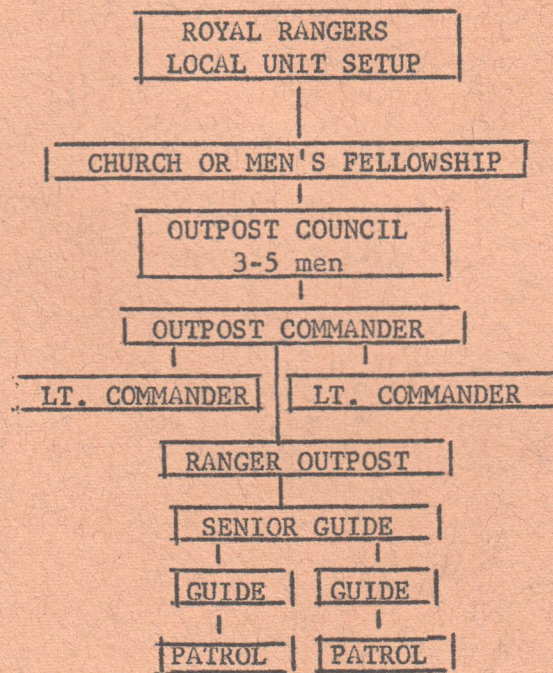 ROYAL RANGERS
LOCAL UNIT SETUP
CHURCH OR MEN'S FELLOWSHIP
OUTPOST COUNCIL
3-5 men
OUTPOST COMMANDER
LT. COMMANDER LT. COMMANDER
RANGER OUTPOST
SENIOR GUIDE
GUIDE GUIDE
PATROL PATROL